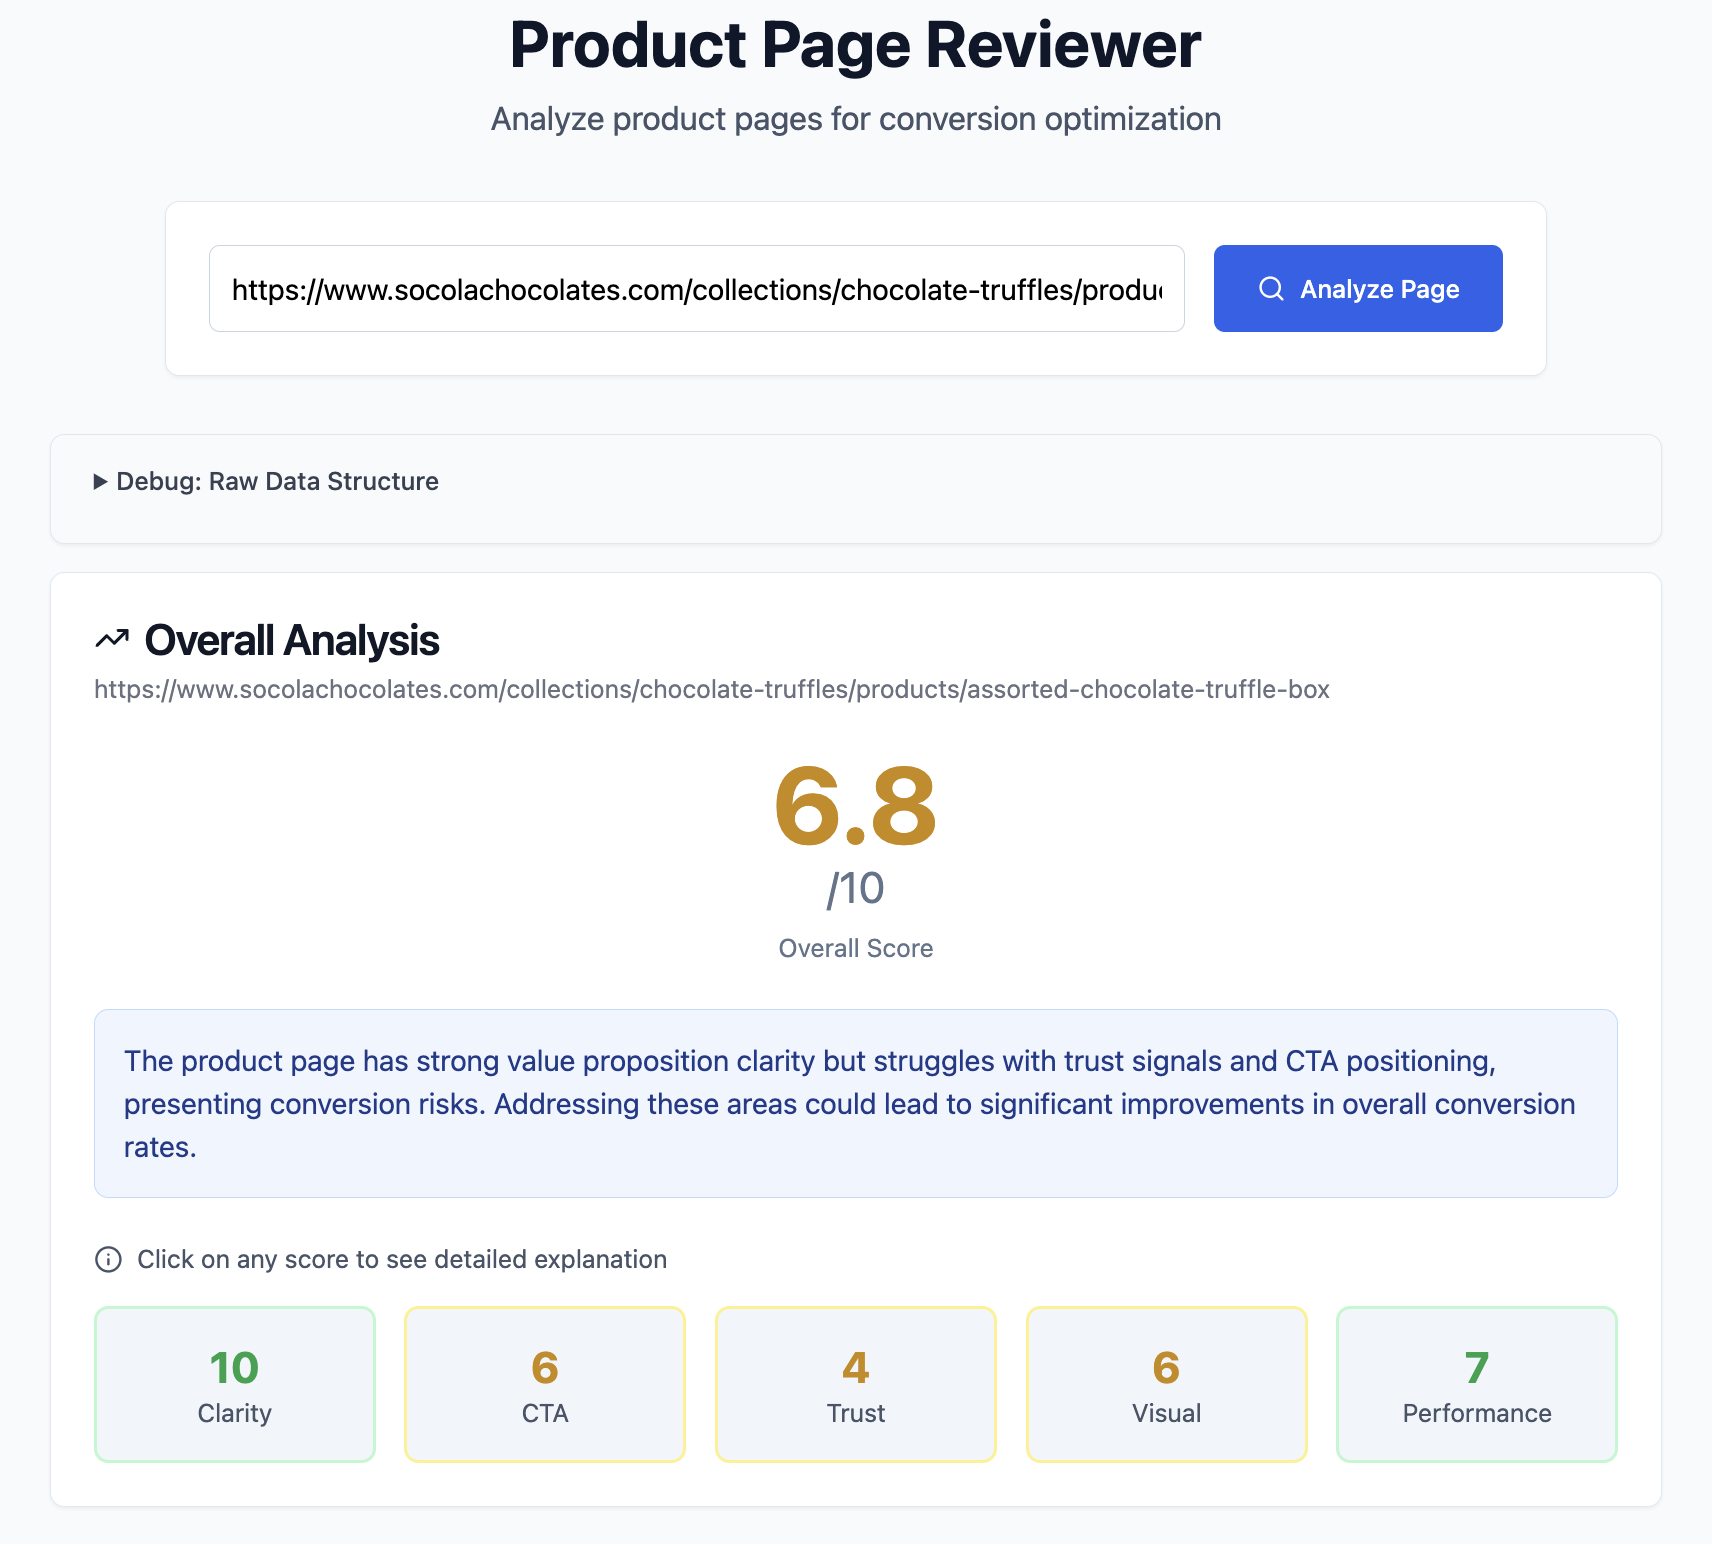 Product Page Reviewer
Analyze product pages for conversion optimization
https://www.socolachocolates.com/collections/chocolate-truffles/produc
Analyze Page
Debug: Raw Data Structure
Overall Analysis
https://www.socolachocolates.com/collections/chocolate-truffles/products/assorted-chocolate-truffle-box
6.8
/10
Overall Score
The product page has strong value proposition clarity but struggles with trust signals and CTA positioning,
presenting conversion risks. Addressing these areas could lead to significant improvements in overall conversion
rates.
Click on any score to see detailed explanation
10
Clarity
6
CTA
4
Trust
6
Visual
7
Performance